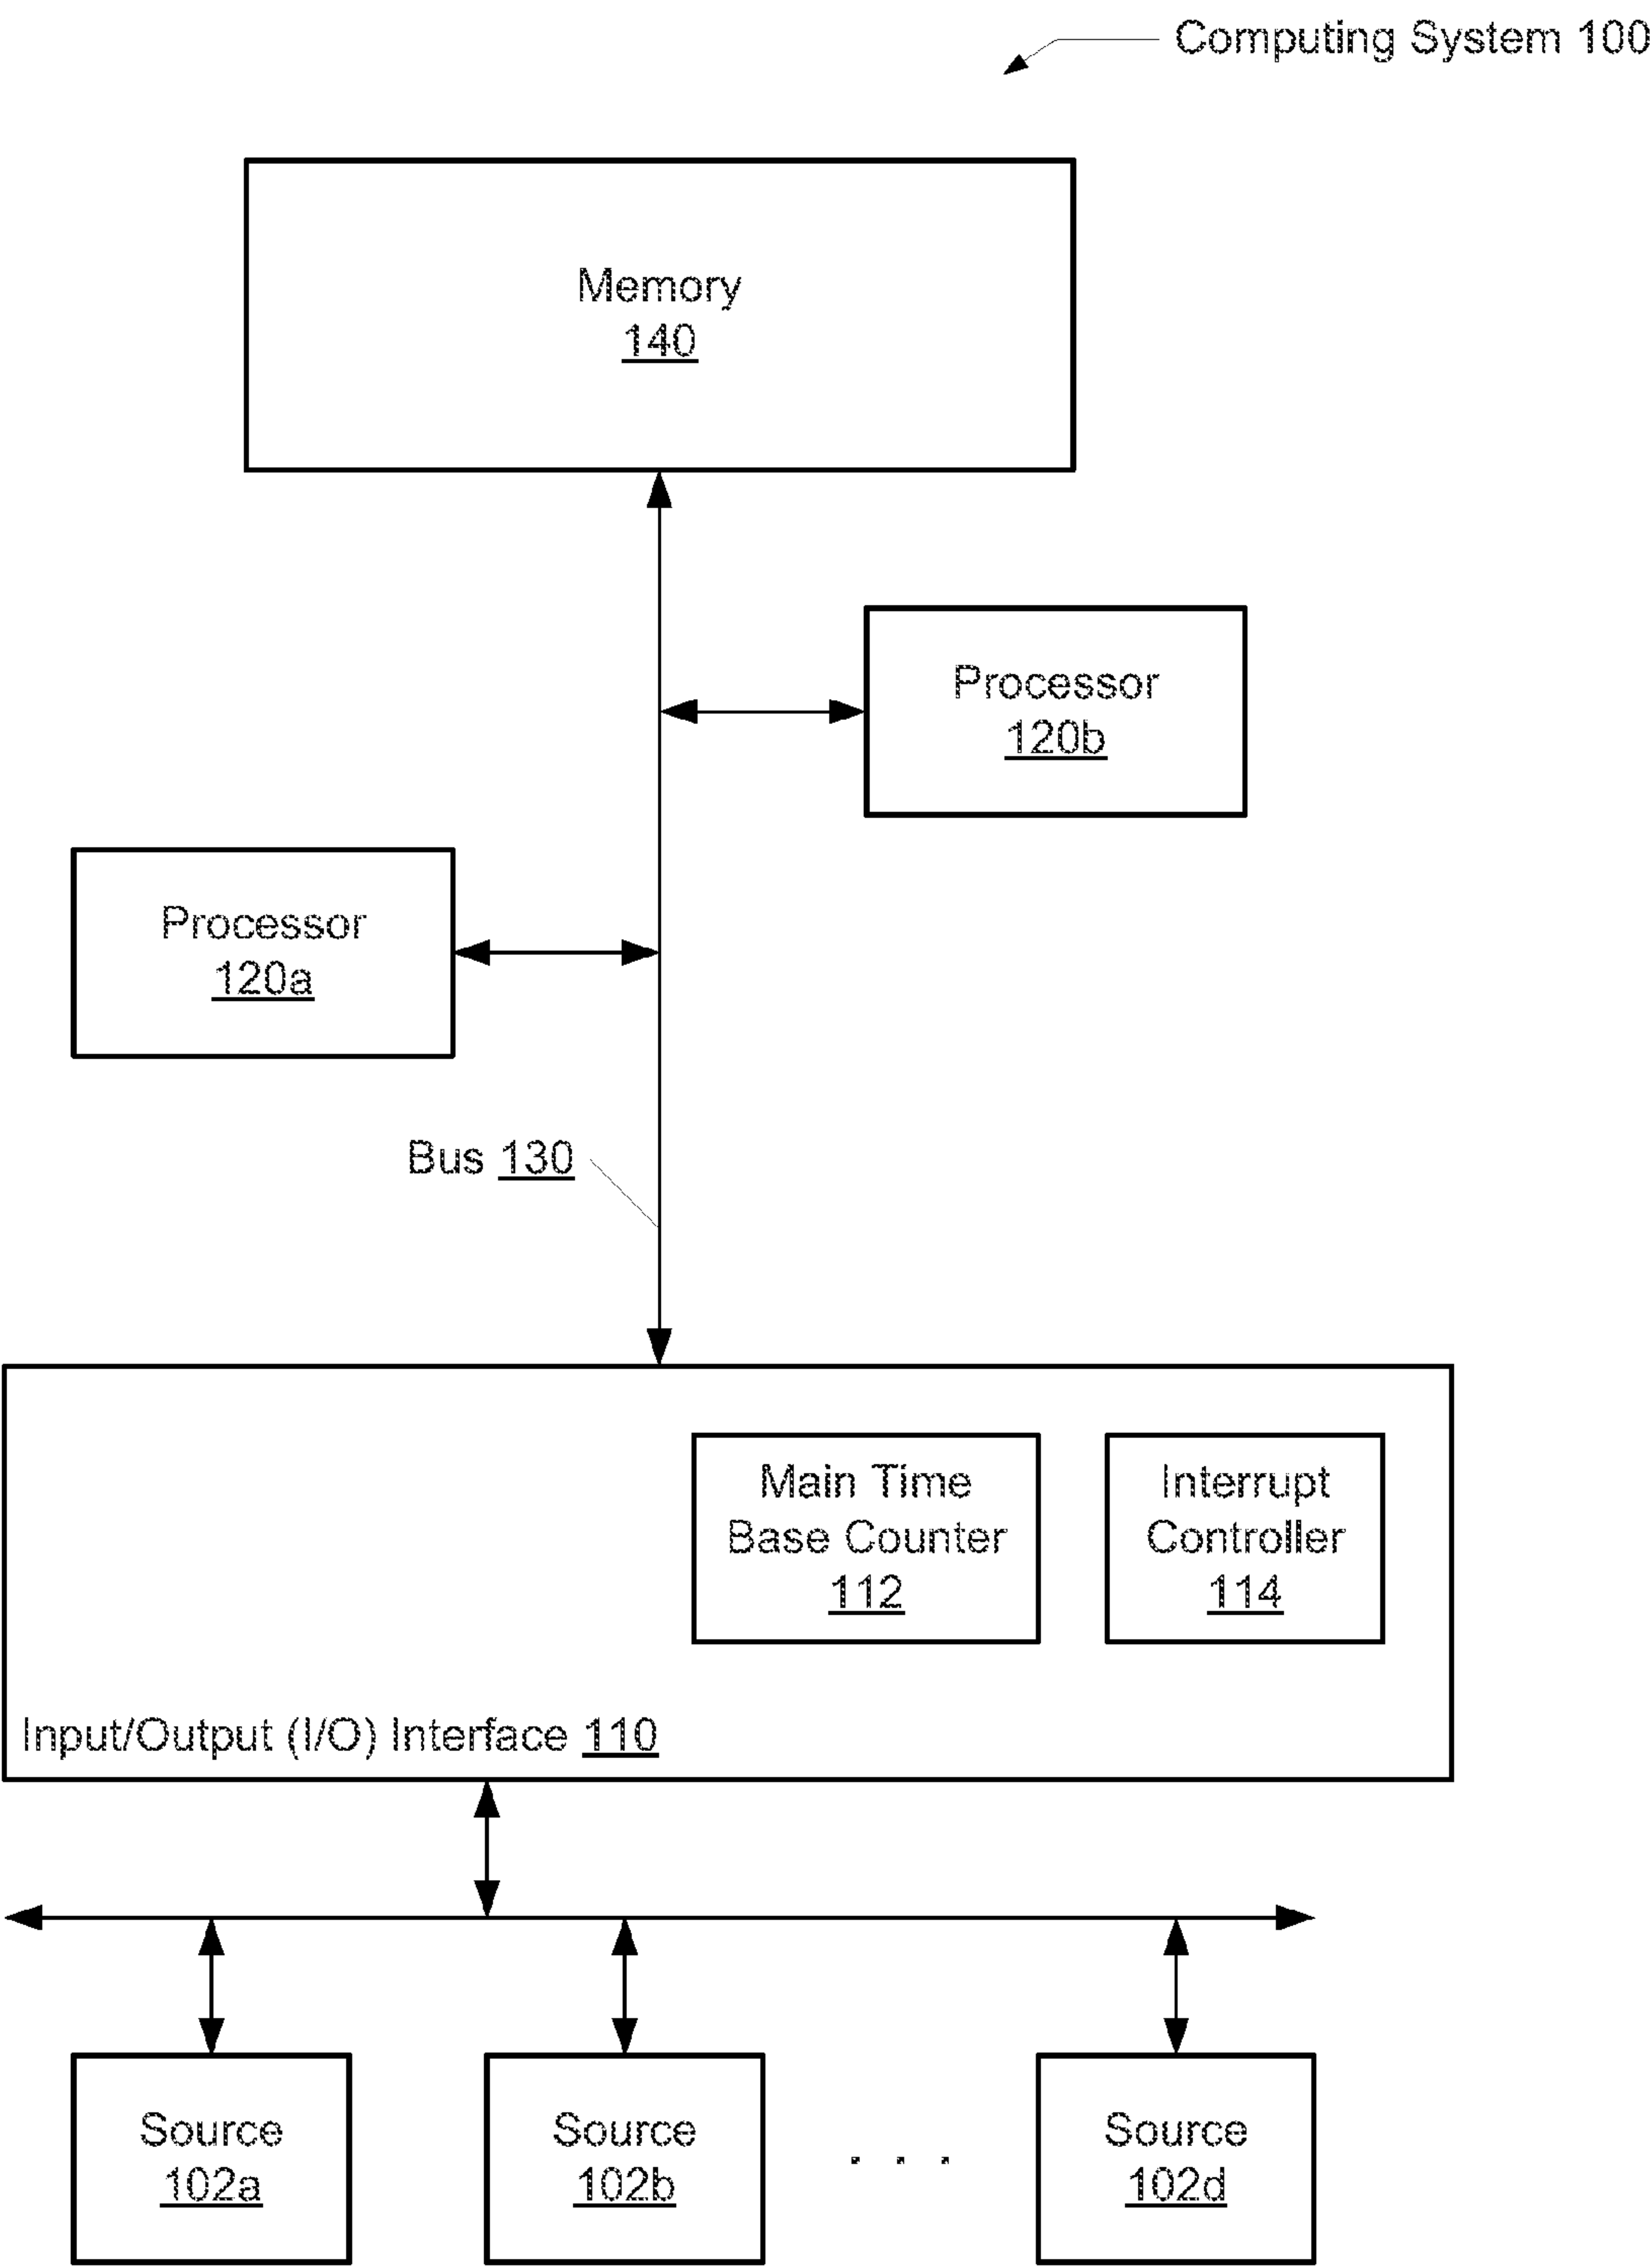 Computing System 100
Memory
140
Processor
120b
Processor
120a
Bus 130
Main Time
Base Counter
112
Interrupt
Controller
114
Input/Output (I/O) Interface 110
Source
102a
Source
102b
. . .
Source
102d